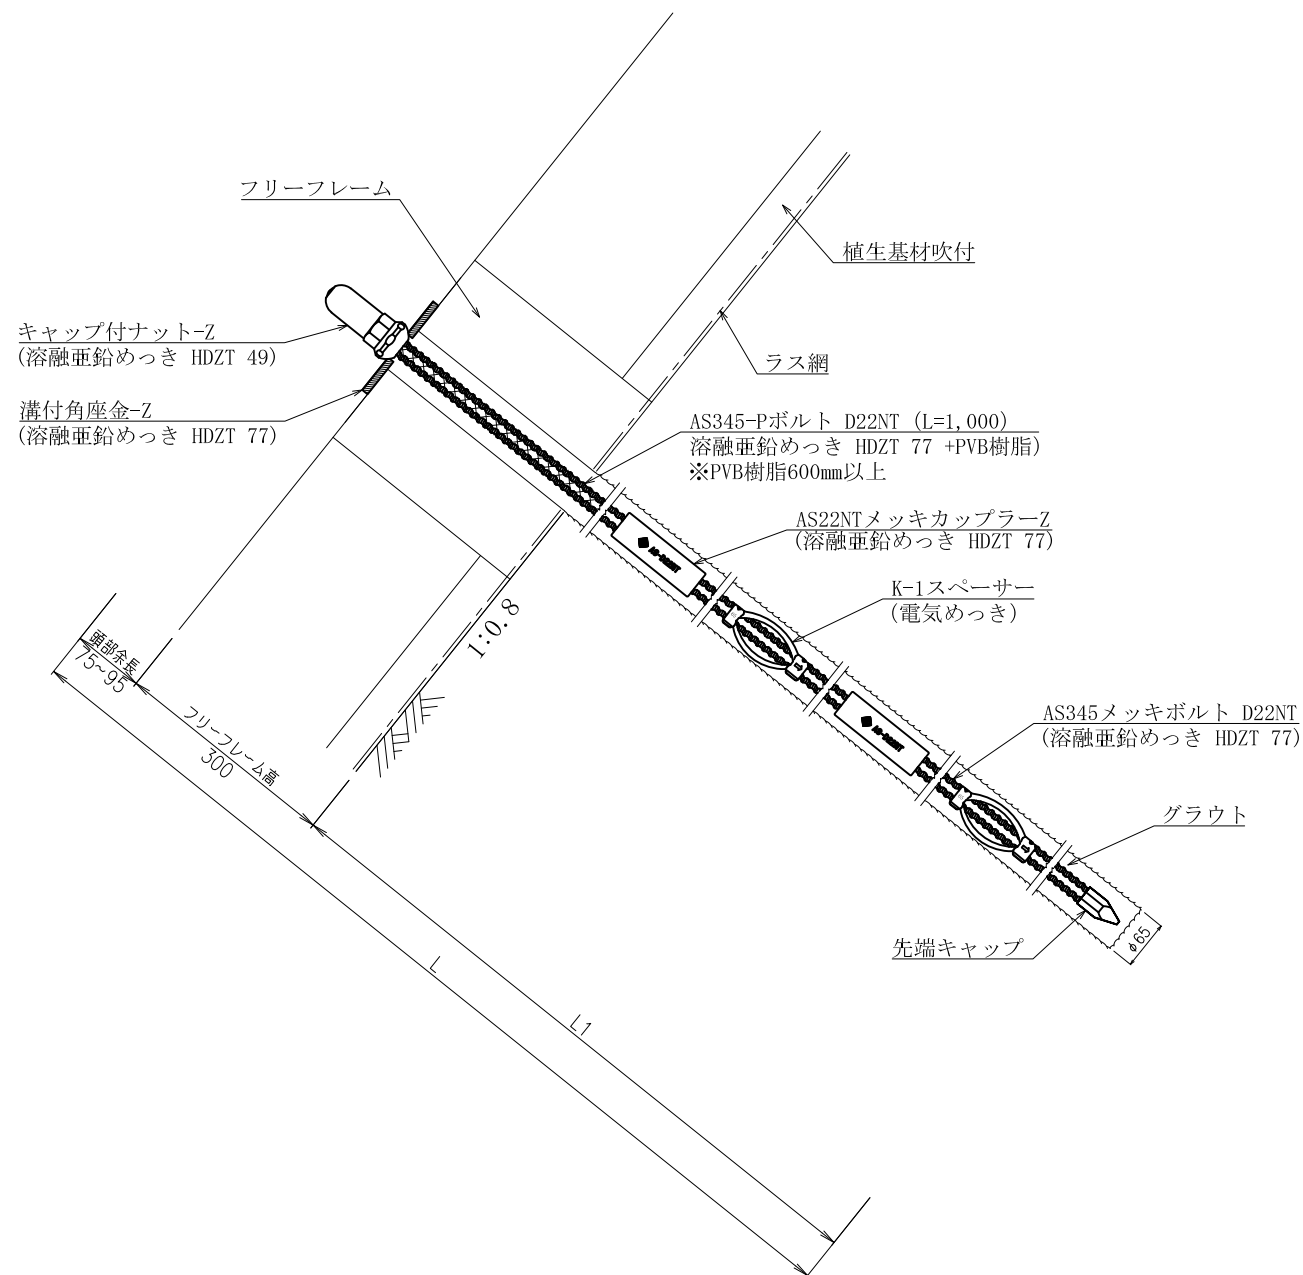 フリーフレーム
植生基材吹付
キャップ付ナット-Z
(溶融亜鉛めっき HDZT 49)
ラス網
溝付角座金-Z
(溶融亜鉛めっき HDZT 77)
AS345-Pボルト D22NT (L=1,000)
溶融亜鉛めっき HDZT 77 +PVB樹脂)
※PVB樹脂600mm以上
AS22NTメッキカップラーZ
(溶融亜鉛めっき HDZT 77)
AS-D22NT
K-1スペーサー
(電気めっき)
1:0.8
頭部余長
75~95
フリーフレーム高
300
AS345メッキボルト D22NT
(溶融亜鉛めっき HDZT 77)
AS-D22NT
グラウト
先端キャップ
φ65
L
L1